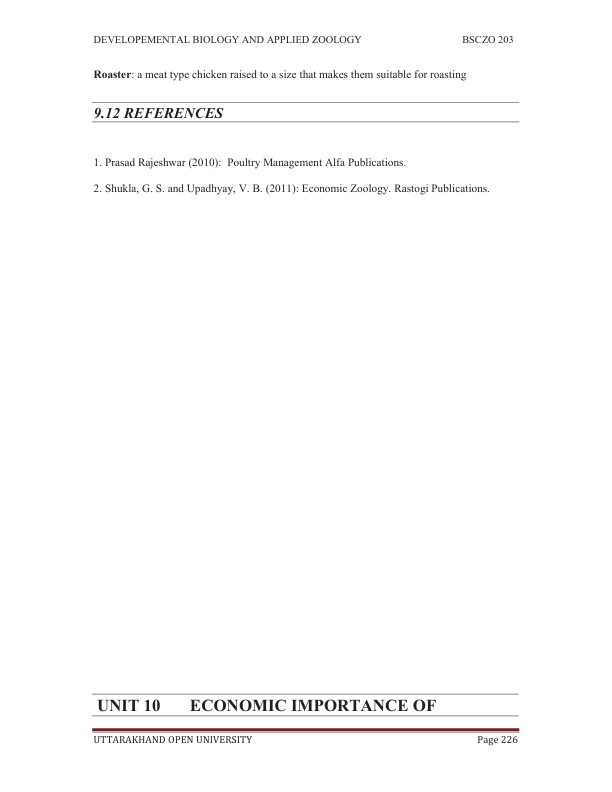 DEVELOPEMENTAL BIOLOGY AND APPLIED ZOOLOGY BSCZO 203
Roaster: a meat type chicken raised to a size that makes them suitable for roasting
9.12 REFERENCES
1. Prasad Rajeshwar (2010):  Poultry Management Alfa Publications.
2. Shukla, G. S. and Upadhyay, V. B. (2011): Economic Zoology. Rastogi Publications.
UNIT 10 ECONOMIC IMPORTANCE OF
UTTARAKHAND OPEN UNIVERSITY Page 226